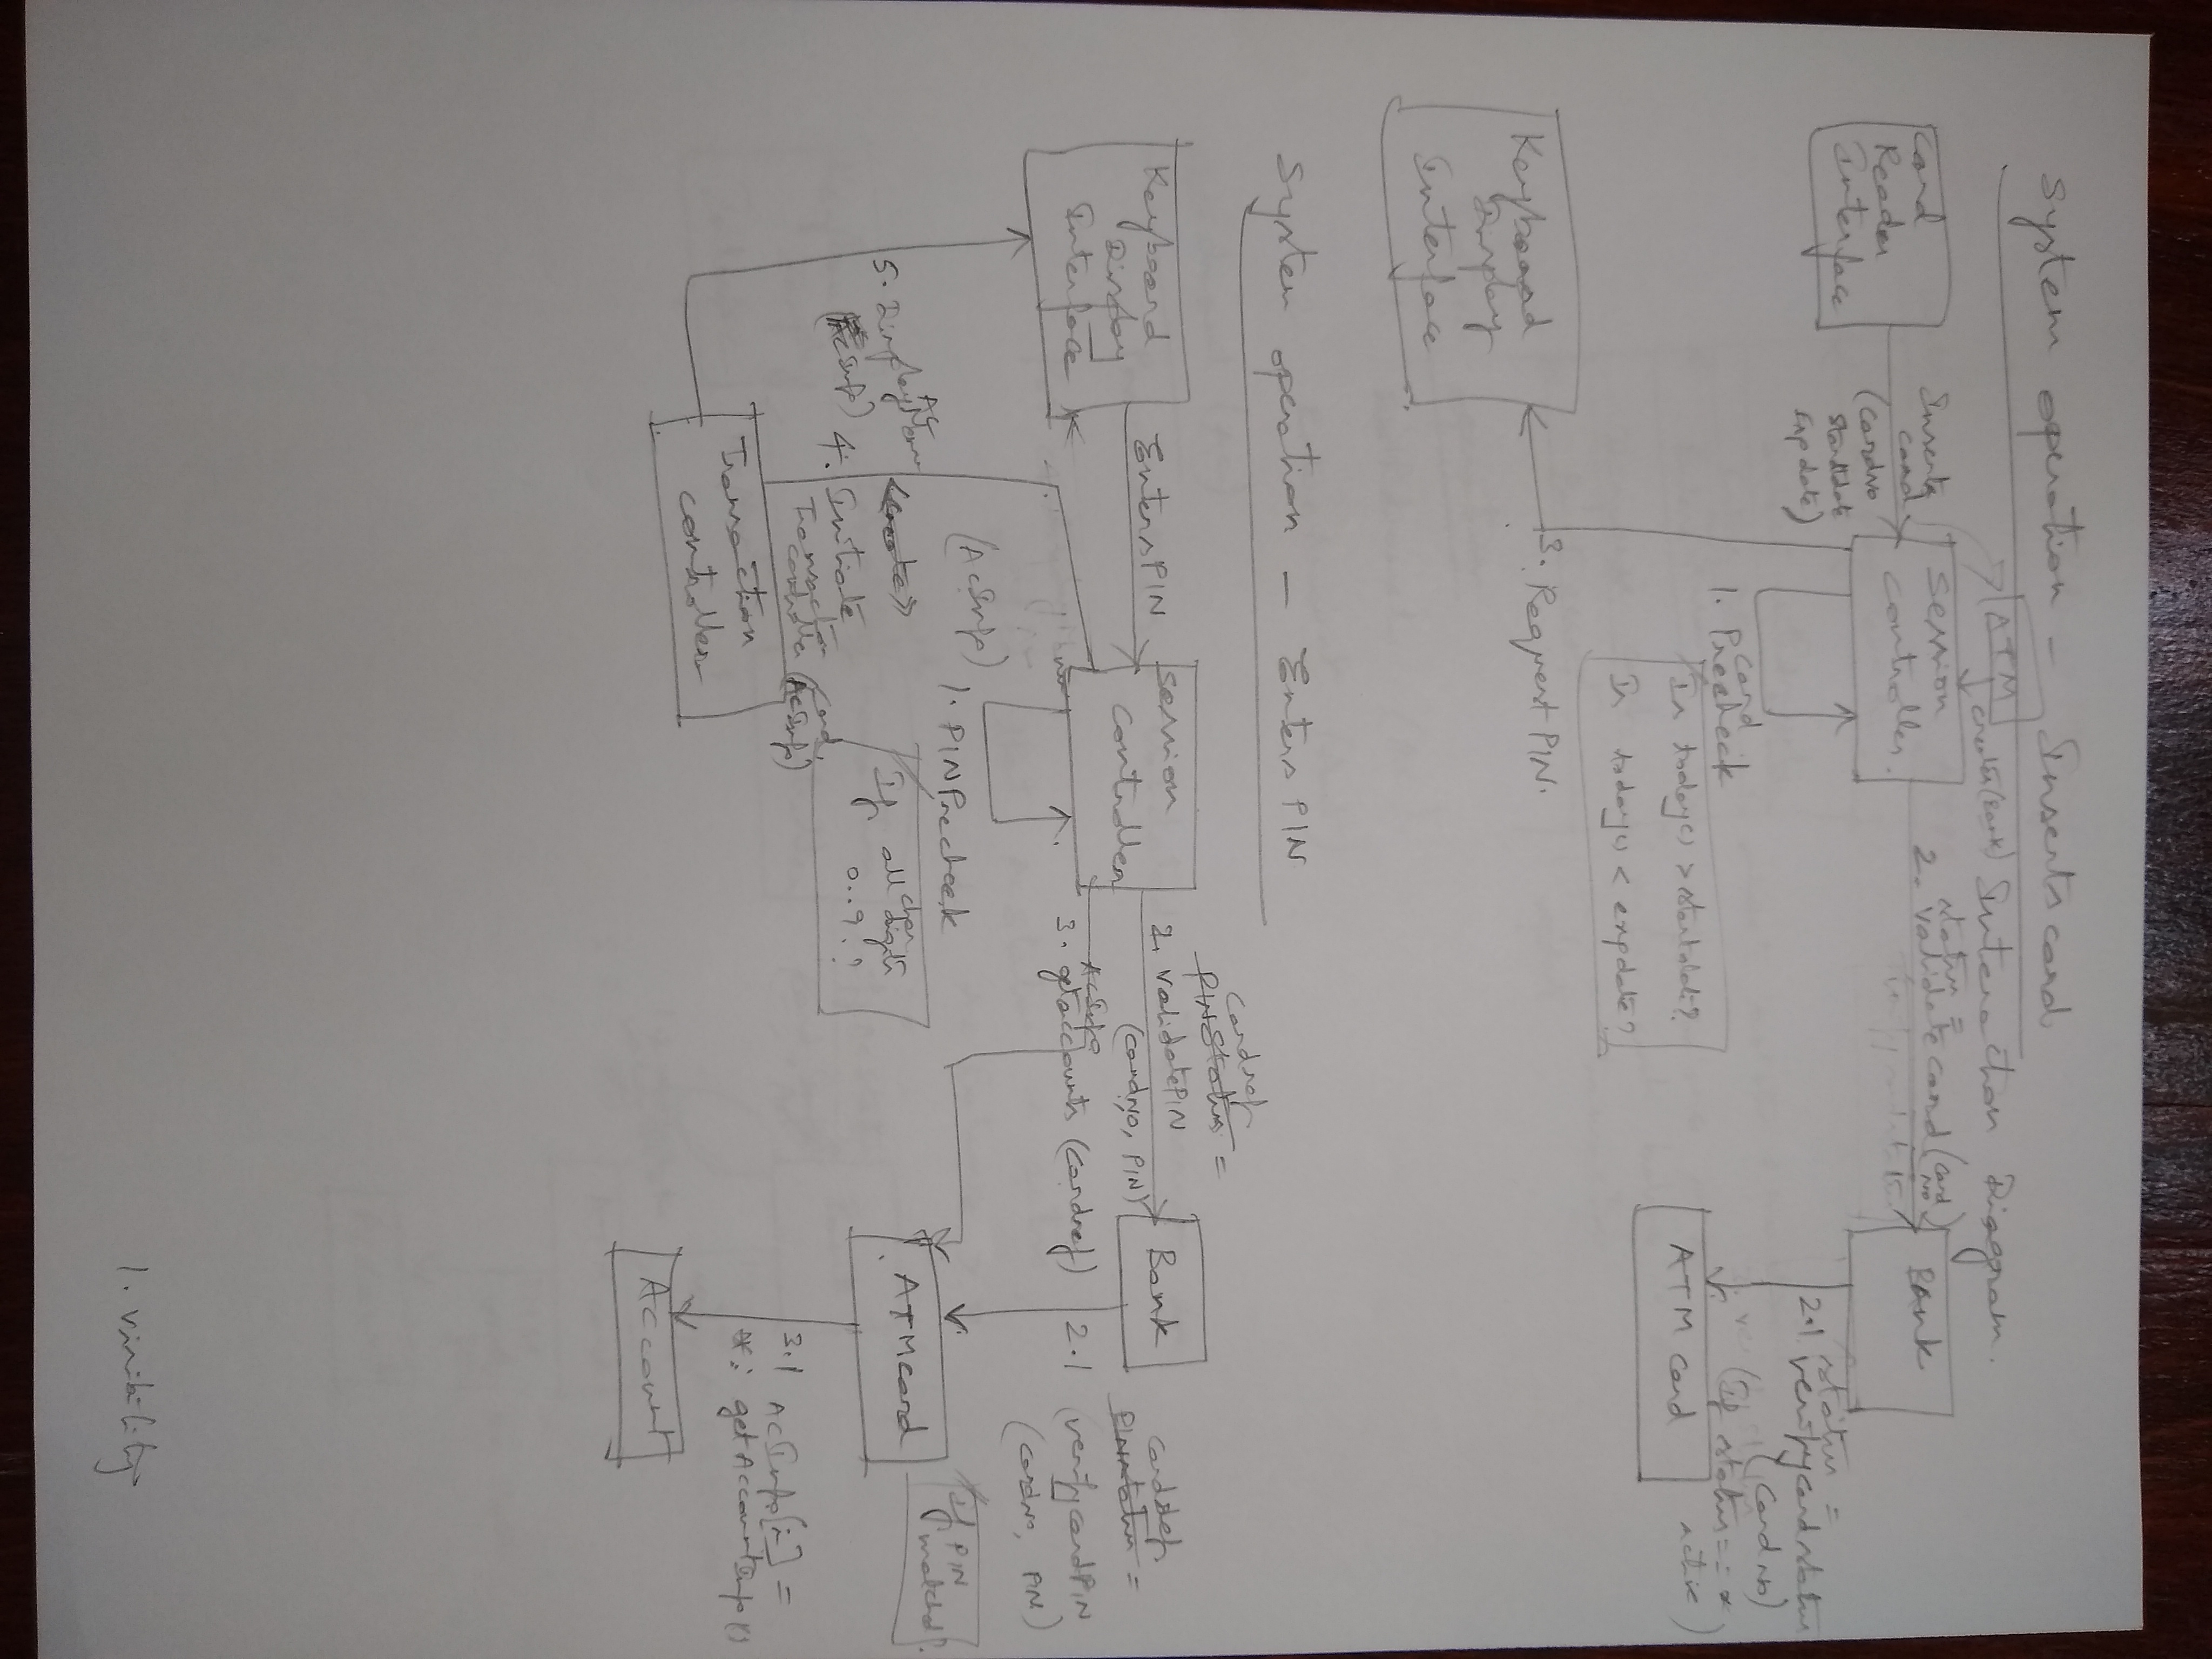 System operation - Inserts card
ATM
create(Bank)
Interaction Diagram.
Card
Reader
Interface
Inserts
card
(CardNo
Startdate
Expdate)
Session
controller.
2. status =
validate card (Card
No)
Bank
1. Card
Precheck
Is today() > startdate?
Is today() < expdate?
2.1 status =
verifycardstatus
(Card No)
(If status ==
active)
ATM card
3. Request PIN.
Keyboard
Display
Interface
System operation - Enters PIN
Keyboard
Display
Interface
Enters PIN
Session
controller
Cardref
PINStatus =
2. validatePIN
(cardNo, PIN)
Bank
Cardref
PINstatus =
2.1 verifycardPIN
(cardNo, PIN)
AcInfo
3. getaccounts (Cardref)
(AcInfo)
1. PINPrecheck
If all char
digits
0..9.?
If PIN
matched?
ATMcard
5. Display AC Menu
(AcInfo)
<create>
4. Initiate
Transaction
controller (card,
AcInfo)
Transaction
controller
3.1 AcInfo[i] =
*: getAccountInfo()
Account
1. visibility